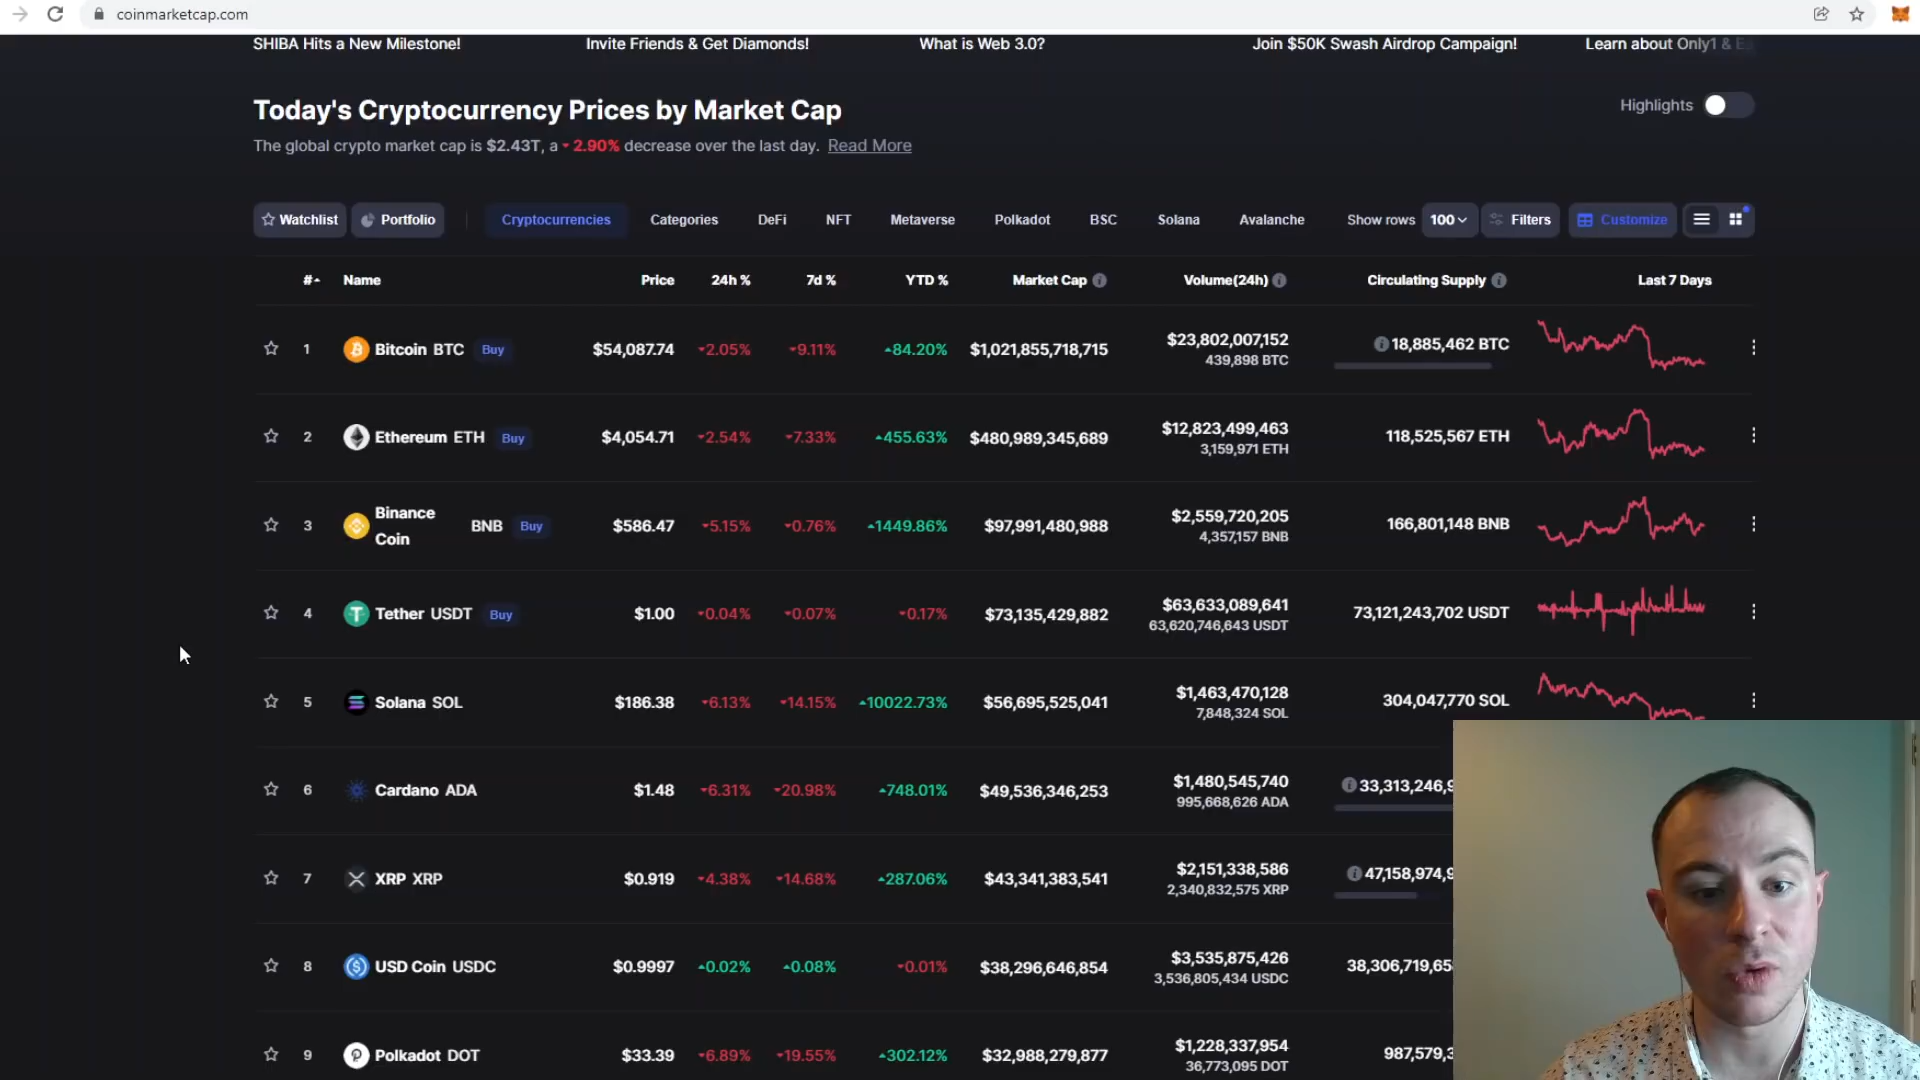 coinmarketcap.com
SHIBA Hits a New Milestone! Invite Friends & Get Diamonds! What is Web 3.0? Join $50K Swash Airdrop Campaign! Learn about Only1 &
Today's Cryptocurrency Prices by Market Cap
Highlights
The global crypto market cap is $2.43T, a 2.90% decrease over the last day. Read More
Watchlist Portfolio Cryptocurrencies Categories DeFi NFT Metaverse Polkadot BSC Solana Avalanche Show rows 100 Filters Customize
# Name Price 24h % 7d % YTD % Market Cap Volume(24h) Circulating Supply Last 7 Days
1 Bitcoin BTC Buy $54,087.74 2.05% 9.11% 84.20% $1,021,855,718,715 $23,802,007,152 18,885,462 BTC
439,898 BTC
2 Ethereum ETH Buy $4,054.71 2.54% 7.33% 455.63% $480,989,345,689 $12,823,499,463 118,525,567 ETH
3,159,971 ETH
3 Binance Coin BNB Buy $586.47 5.15% 0.76% 1449.86% $97,991,480,988 $2,559,720,205 166,801,148 BNB
4,357,157 BNB
4 Tether USDT Buy $1.00 0.04% 0.07% 0.17% $73,135,429,882 $63,633,089,641 73,121,243,702 USDT
63,620,746,643 USDT
5 Solana SOL $186.38 6.13% 14.15% 10022.73% $56,695,525,041 $1,463,470,128 304,047,770 SOL
7,848,324 SOL
6 Cardano ADA $1.48 6.31% 20.98% 748.01% $49,536,346,253 $1,480,545,740 33,313,246,9
995,668,626 ADA
7 XRP XRP $0.919 4.38% 14.68% 287.06% $43,341,383,541 $2,151,338,586 47,158,974,9
2,340,832,575 XRP
8 USD Coin USDC $0.9997 0.02% 0.08% 0.01% $38,296,646,854 $3,535,875,426 38,306,719,65
3,536,805,434 USDC
9 Polkadot DOT $33.39 6.89% 19.55% 302.12% $32,988,279,877 $1,228,337,954 987,579,3
36,773,095 DOT